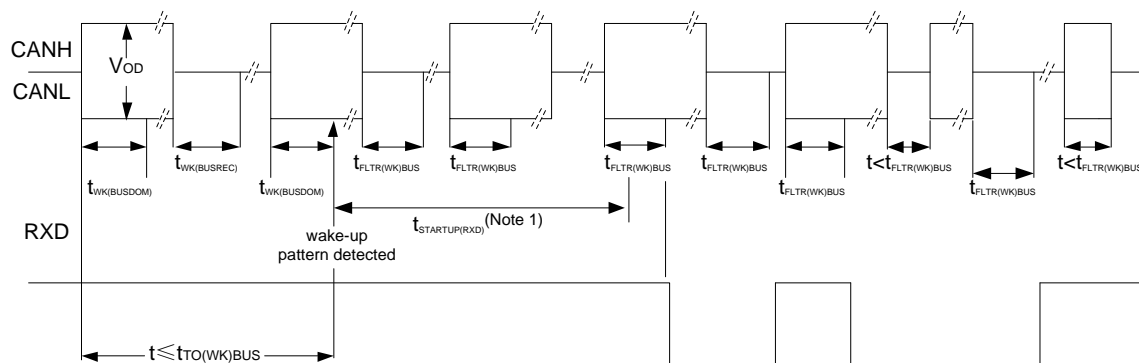 CANH
VOD
CANL
tWK(BUSREC)
tFLTR(WK)BUS
tFLTR(WK)BUS
tFLTR(WK)BUS
tFLTR(WK)BUS
t<tFLTR(WK)BUS
t<tFLTR(WK)BUS
tWK(BUSDOM)
tWK(BUSDOM)
tFLTR(WK)BUS
tFLTR(WK)BUS
tSTARTUP(RXD)(Note 1)
RXD
wake-up
pattern detected
t≤tTO(WK)BUS